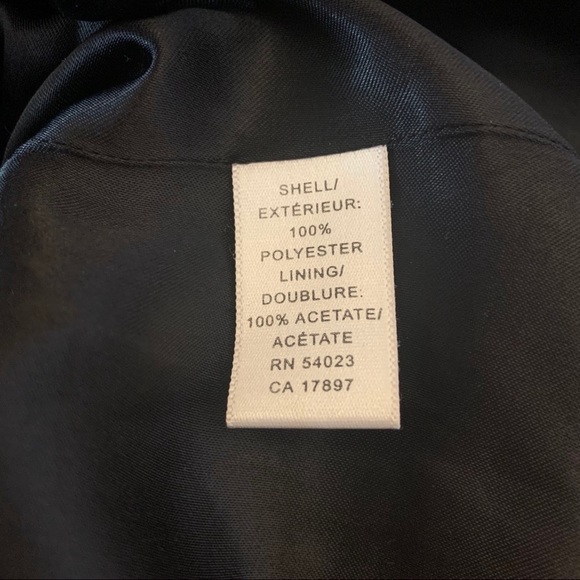 SHELL/
EXTÉRIEUR:
100%
POLYESTER
LINING/
DOUBLURE:
100% ACETATE/
ACÉTATE
RN 54023
CA 17897